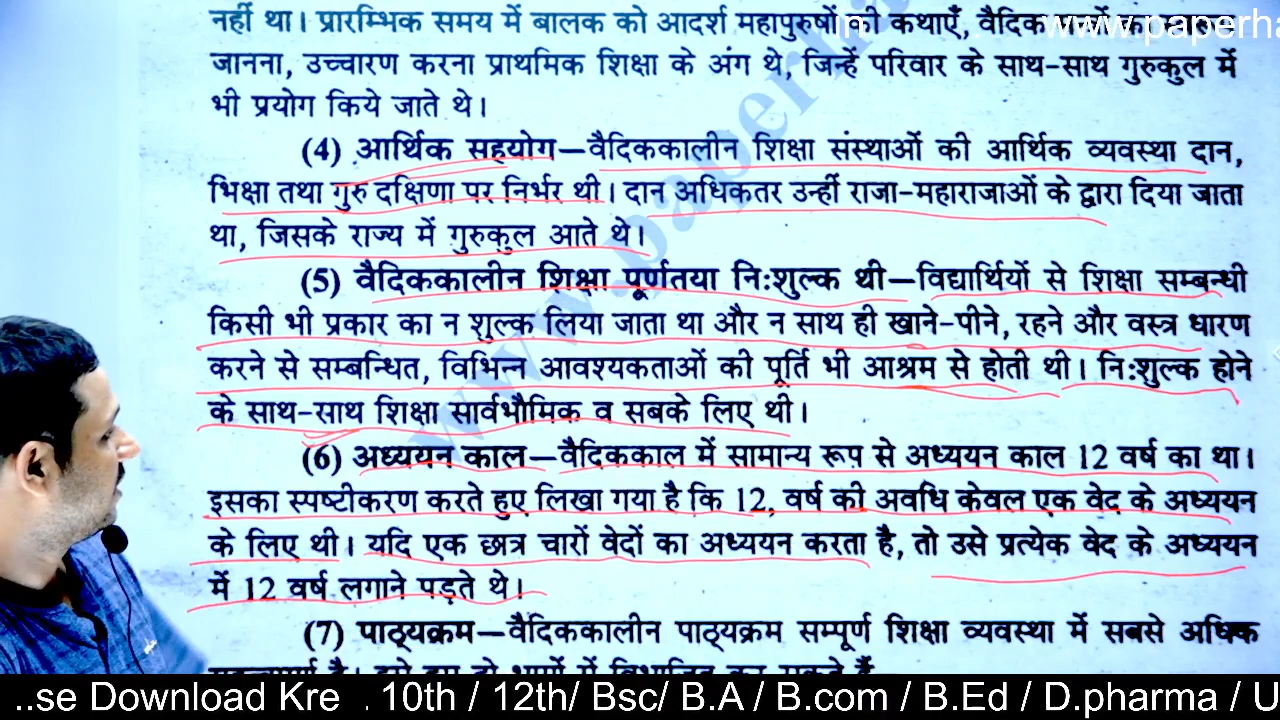 नहीं था। प्रारम्भिक समय में बालक को आदर्श महापुरुषों की कथाएँ, वैदिक
in
www.paperha
जानना, उच्चारण करना प्राथमिक शिक्षा के अंग थे, जिन्हें परिवार के साथ-साथ गुरुकुल में
भी प्रयोग किये जाते थे।
(4) आर्थिक सहयोग—वैदिककालीन शिक्षा संस्थाओं की आर्थिक व्यवस्था दान,
भिक्षा तथा गुरु दक्षिणा पर निर्भर थी। दान अधिकतर उन्हीं राजा-महाराजाओं के द्वारा दिया जाता
था, जिसके राज्य में गुरुकुल आते थे।
(5) वैदिककालीन शिक्षा पूर्णतया नि:शुल्क थी—विद्यार्थियों से शिक्षा सम्बन्धी
किसी भी प्रकार का न शुल्क लिया जाता था और न साथ ही खाने-पीने, रहने और वस्त्र धारण
करने से सम्बन्धित, विभिन्न आवश्यकताओं की पूर्ति भी आश्रम से होती थी। नि:शुल्क होने
के साथ-साथ शिक्षा सार्वभौमिक व सबके लिए थी।
(6) अध्ययन काल—वैदिककाल में सामान्य रूप से अध्ययन काल 12 वर्ष का था।
इसका स्पष्टीकरण करते हुए लिखा गया है कि 12, वर्ष की अवधि केवल एक वेद के अध्ययन
के लिए थी। यदि एक छात्र चारों वेदों का अध्ययन करता है, तो उसे प्रत्येक वेद के अध्ययन
में 12 वर्ष लगाने पड़ते थे।
(7) पाठ्यक्रम—वैदिककालीन पाठ्यक्रम सम्पूर्ण शिक्षा व्यवस्था में सबसे अधिक
www.paperha
..se Download Kre . 10th / 12th/ Bsc/ B.A / B.com / B.Ed / D.pharma / U